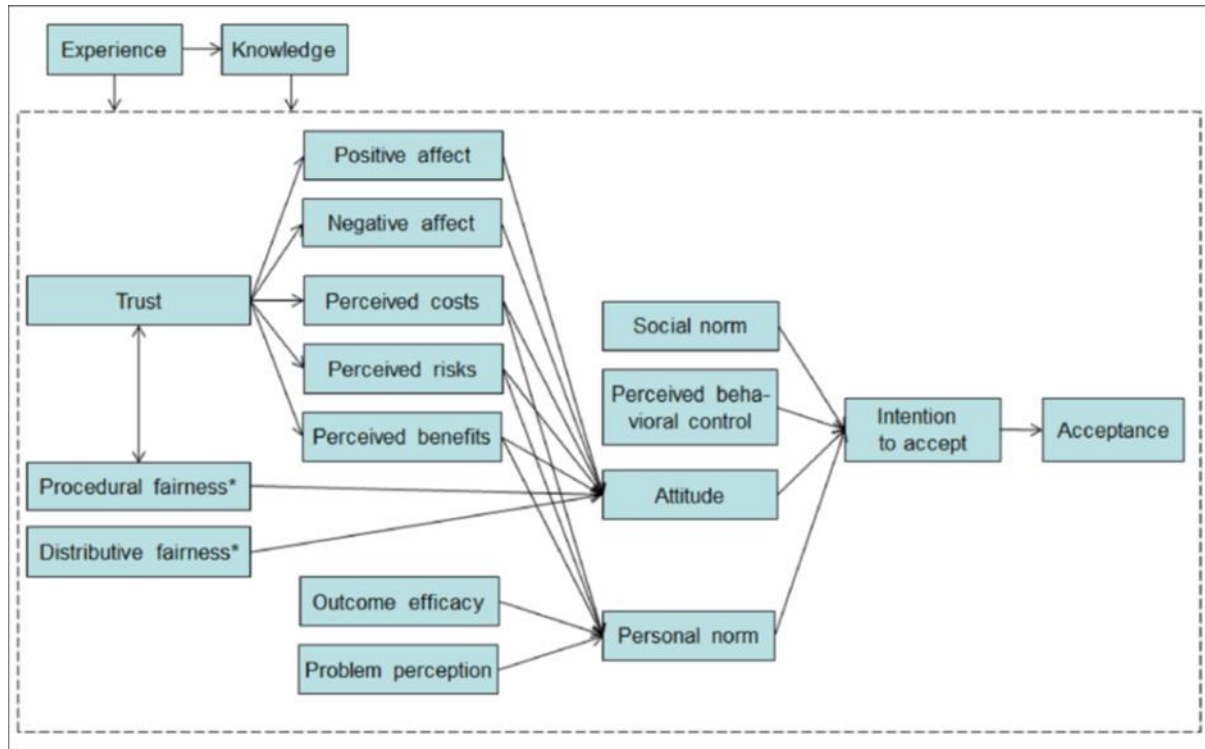 Experience
Knowledge
Positive affect
Negative affect
Trust
Perceived costs
Perceived risks
Perceived benefits
Procedural fairness*
Distributive fairness*
Outcome efficacy
Problem perception
Social norm
Perceived beha-
vioral control
Attitude
Personal norm
Intention
to accept
Acceptance